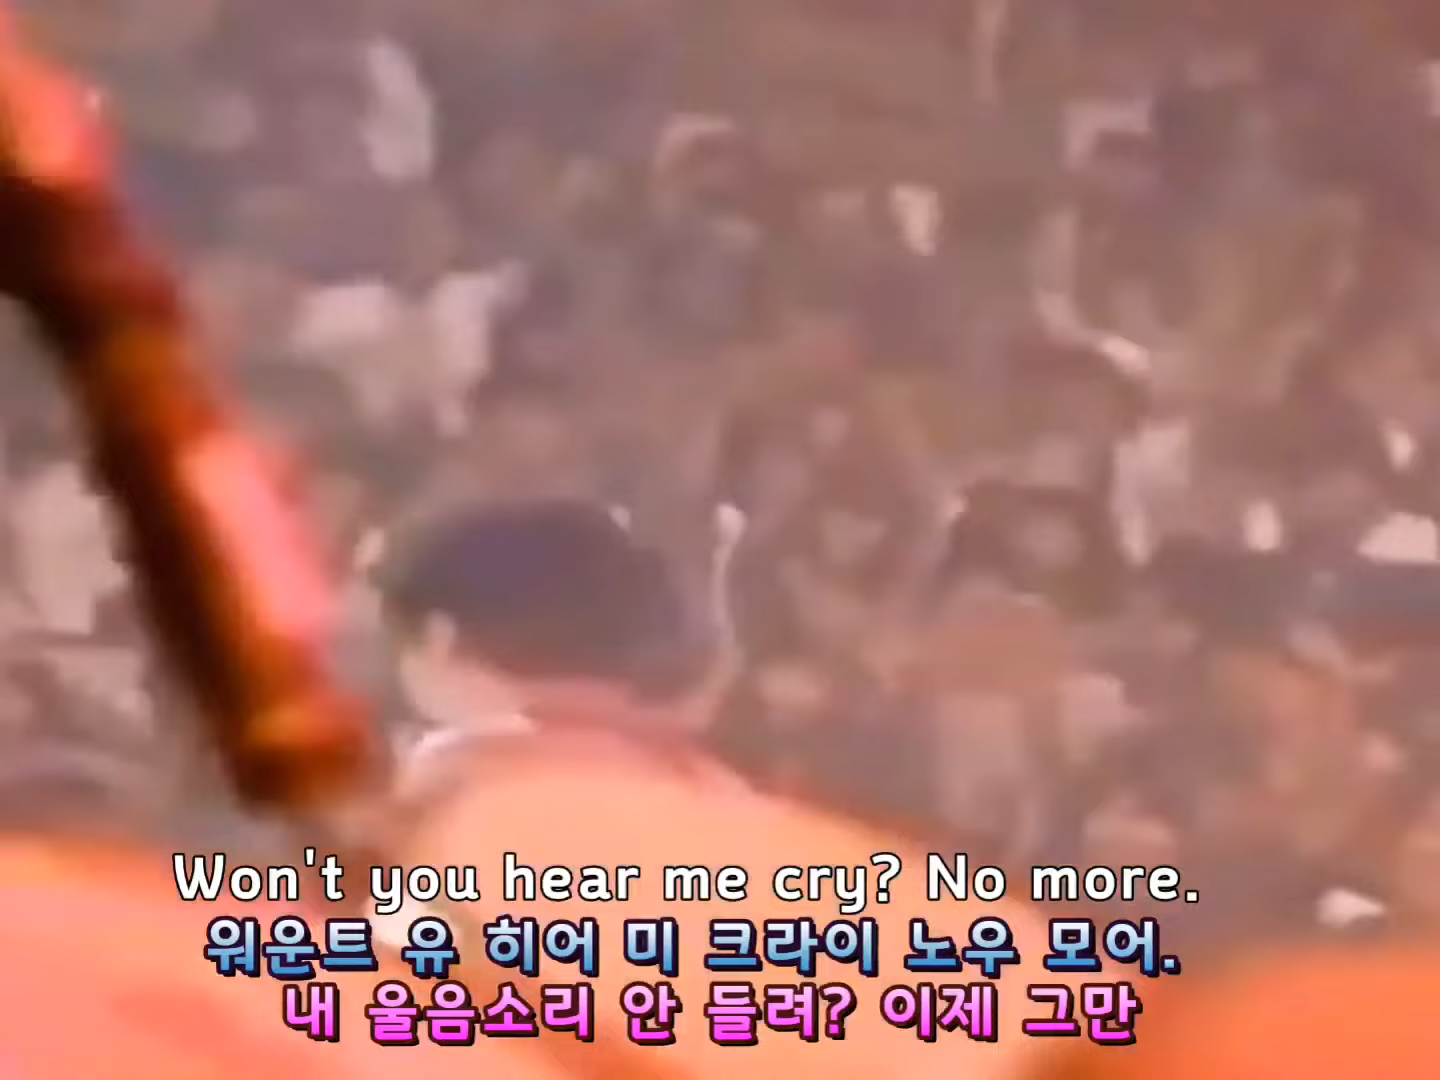 Won't you hear me cry? No more.
워운트 유 히어 미 크라이 노우 모어.
내 울음소리 안 들려? 이제 그만